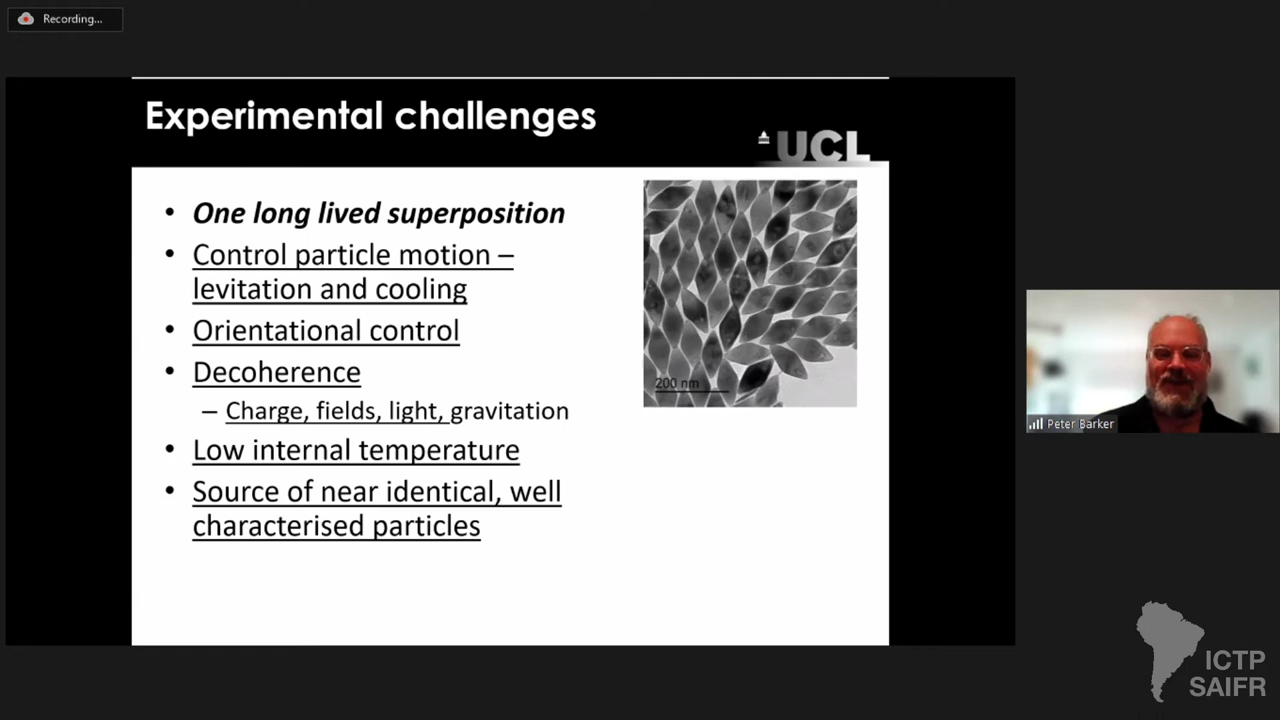 Recording...
Experimental challenges
UCL
• One long lived superposition
• Control particle motion –
levitation and cooling
• Orientational control
• Decoherence
– Charge, fields, light, gravitation
• Low internal temperature
• Source of near identical, well
characterised particles
200 nm
Peter Barker
ICTP
SAIFR